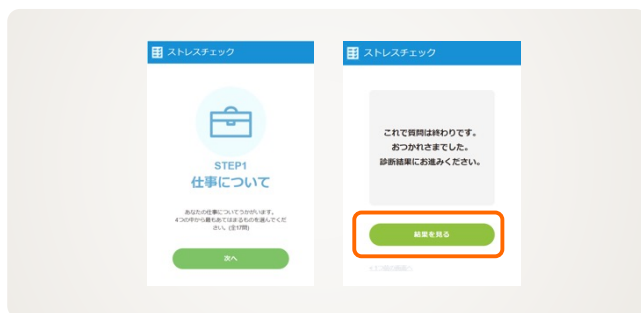 ストレスチェック
STEP1
仕事について
あなたの仕事についてうかがいます。
4つの中から最もあてはまるものを選んでくだ
さい。(全17問)
次へ
ストレスチェック
これで質問は終わりです。
おつかれさまでした。
診断結果にお進みください。
結果を見る